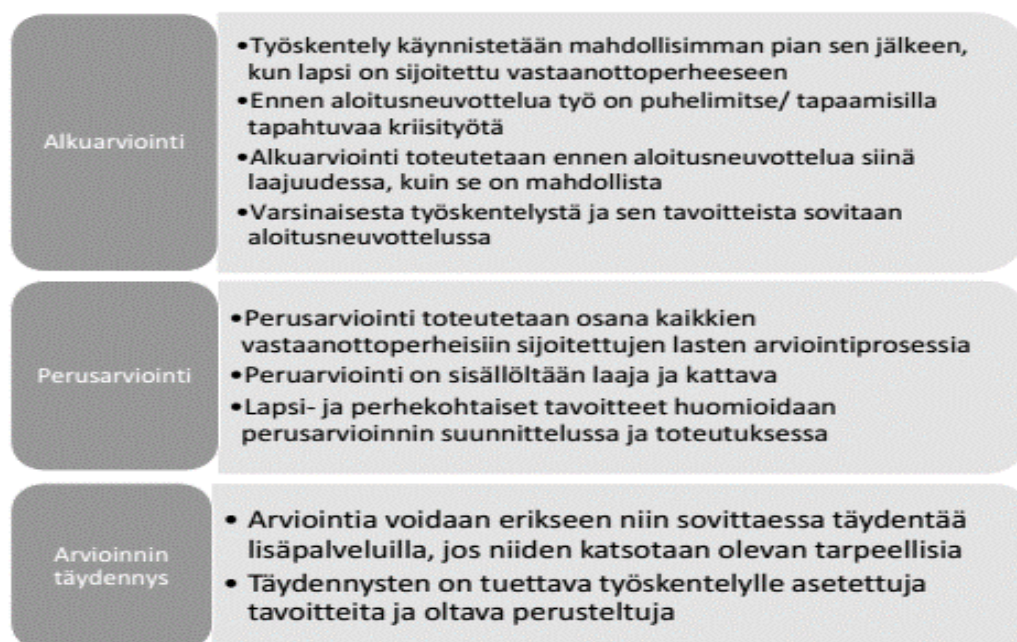 Alkuarviointi
•Työskentely käynnistetään mahdollisimman pian sen jälkeen,
kun lapsi on sijoitettu vastaanottoperheeseen
•Ennen aloitusneuvottelua työ on puhelimitse/ tapaamisilla
tapahtuvaa kriisityötä
•Alkuarviointi toteutetaan ennen aloitusneuvottelua siinä
laajuudessa, kuin se on mahdollista
•Varsinaisesta työskentelystä ja sen tavoitteista sovitaan
aloitusneuvottelussa
Perusarviointi
•Perusarviointi toteutetaan osana kaikkien
vastaanottoperheisiin sijoitettujen lasten arviointiprosessia
•Peruarviointi on sisällöltään laaja ja kattava
•Lapsi- ja perhekohtaiset tavoitteet huomioidaan
perusarvioinnin suunnittelussa ja toteutuksessa
Arvioinnin
täydennys
• Arviointia voidaan erikseen niin sovittaessa täydentää
lisäpalveluilla, jos niiden katsotaan olevan tarpeellisia
• Täydennysten on tuettava työskentelylle asetettuja
tavoitteita ja oltava perusteltuja